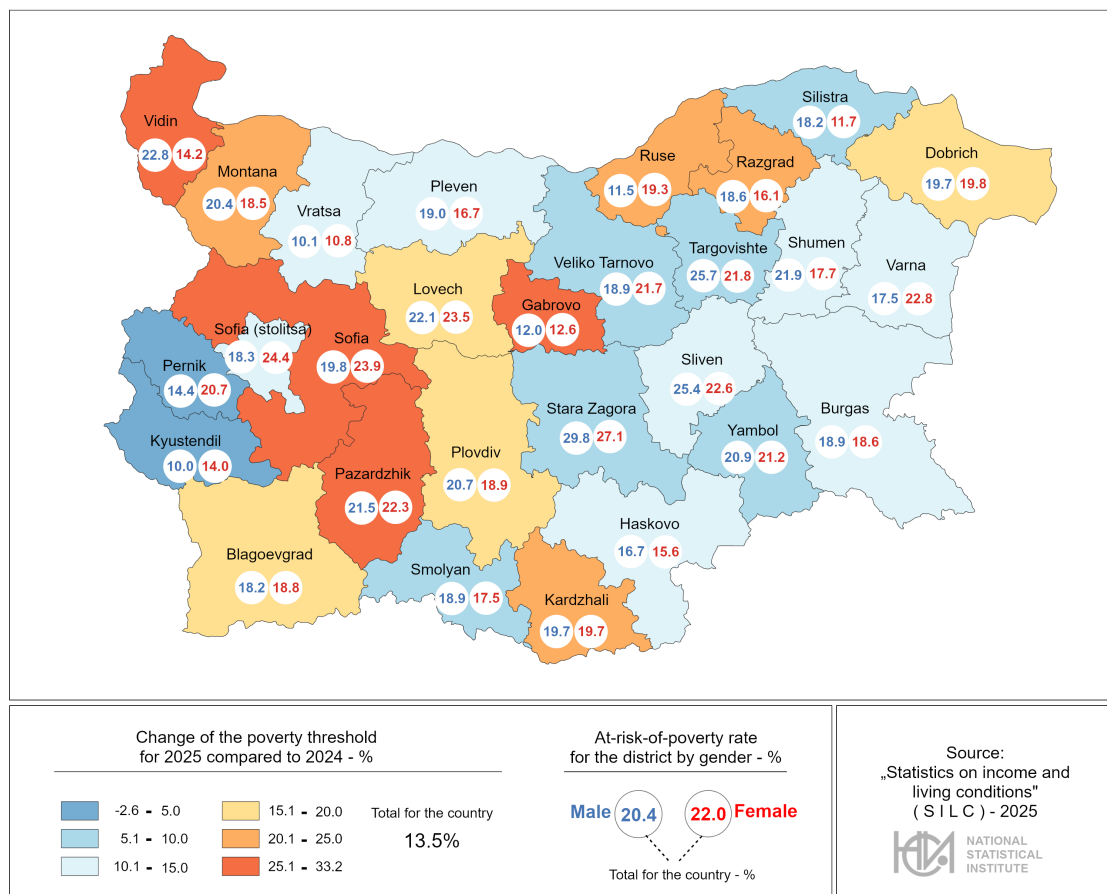 Silistra
18.2 11.7
Vidin
22.8 14.2
Dobrich
19.7 19.8
Ruse
11.5 19.3
Razgrad
18.6 16.1
Montana
20.4 18.5
Pleven
19.0 16.7
Vratsa
10.1 10.8
Shumen
21.9 17.7
Targovishte
25.7 21.8
Veliko Tarnovo
18.9 21.7
Varna
17.5 22.8
Lovech
22.1 23.5
Gabrovo
12.0 12.6
Sofia (stolitsa)
18.3 24.4
Sofia
19.8 23.9
Pernik
14.4 20.7
Sliven
25.4 22.6
Stara Zagora
29.8 27.1
Burgas
18.9 18.6
Yambol
20.9 21.2
Kyustendil
10.0 14.0
Plovdiv
20.7 18.9
Pazardzhik
21.5 22.3
Haskovo
16.7 15.6
Blagoevgrad
18.2 18.8
Smolyan
18.9 17.5
Kardzhali
19.7 19.7
Change of the poverty threshold
for 2025 compared to 2024 - %
-2.6 - 5.0
5.1 - 10.0
10.1 - 15.0
15.1 - 20.0
20.1 - 25.0
25.1 - 33.2
Total for the country
13.5%
At-risk-of-poverty rate
for the district by gender - %
Male 20.4 22.0 Female
Total for the country - %
Source:
„Statistics on income and
living conditions"
( S I L C ) - 2025
НСИ
NATIONAL
STATISTICAL
INSTITUTE